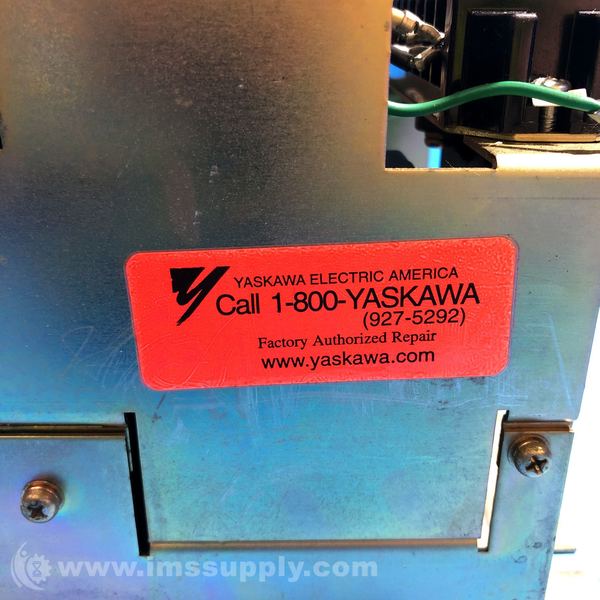 YASKAWA ELECTRIC AMERICA
Call 1-800-YASKAWA
(927-5292)
Factory Authorized Repair
www.yaskawa.com
www.imssupply.com